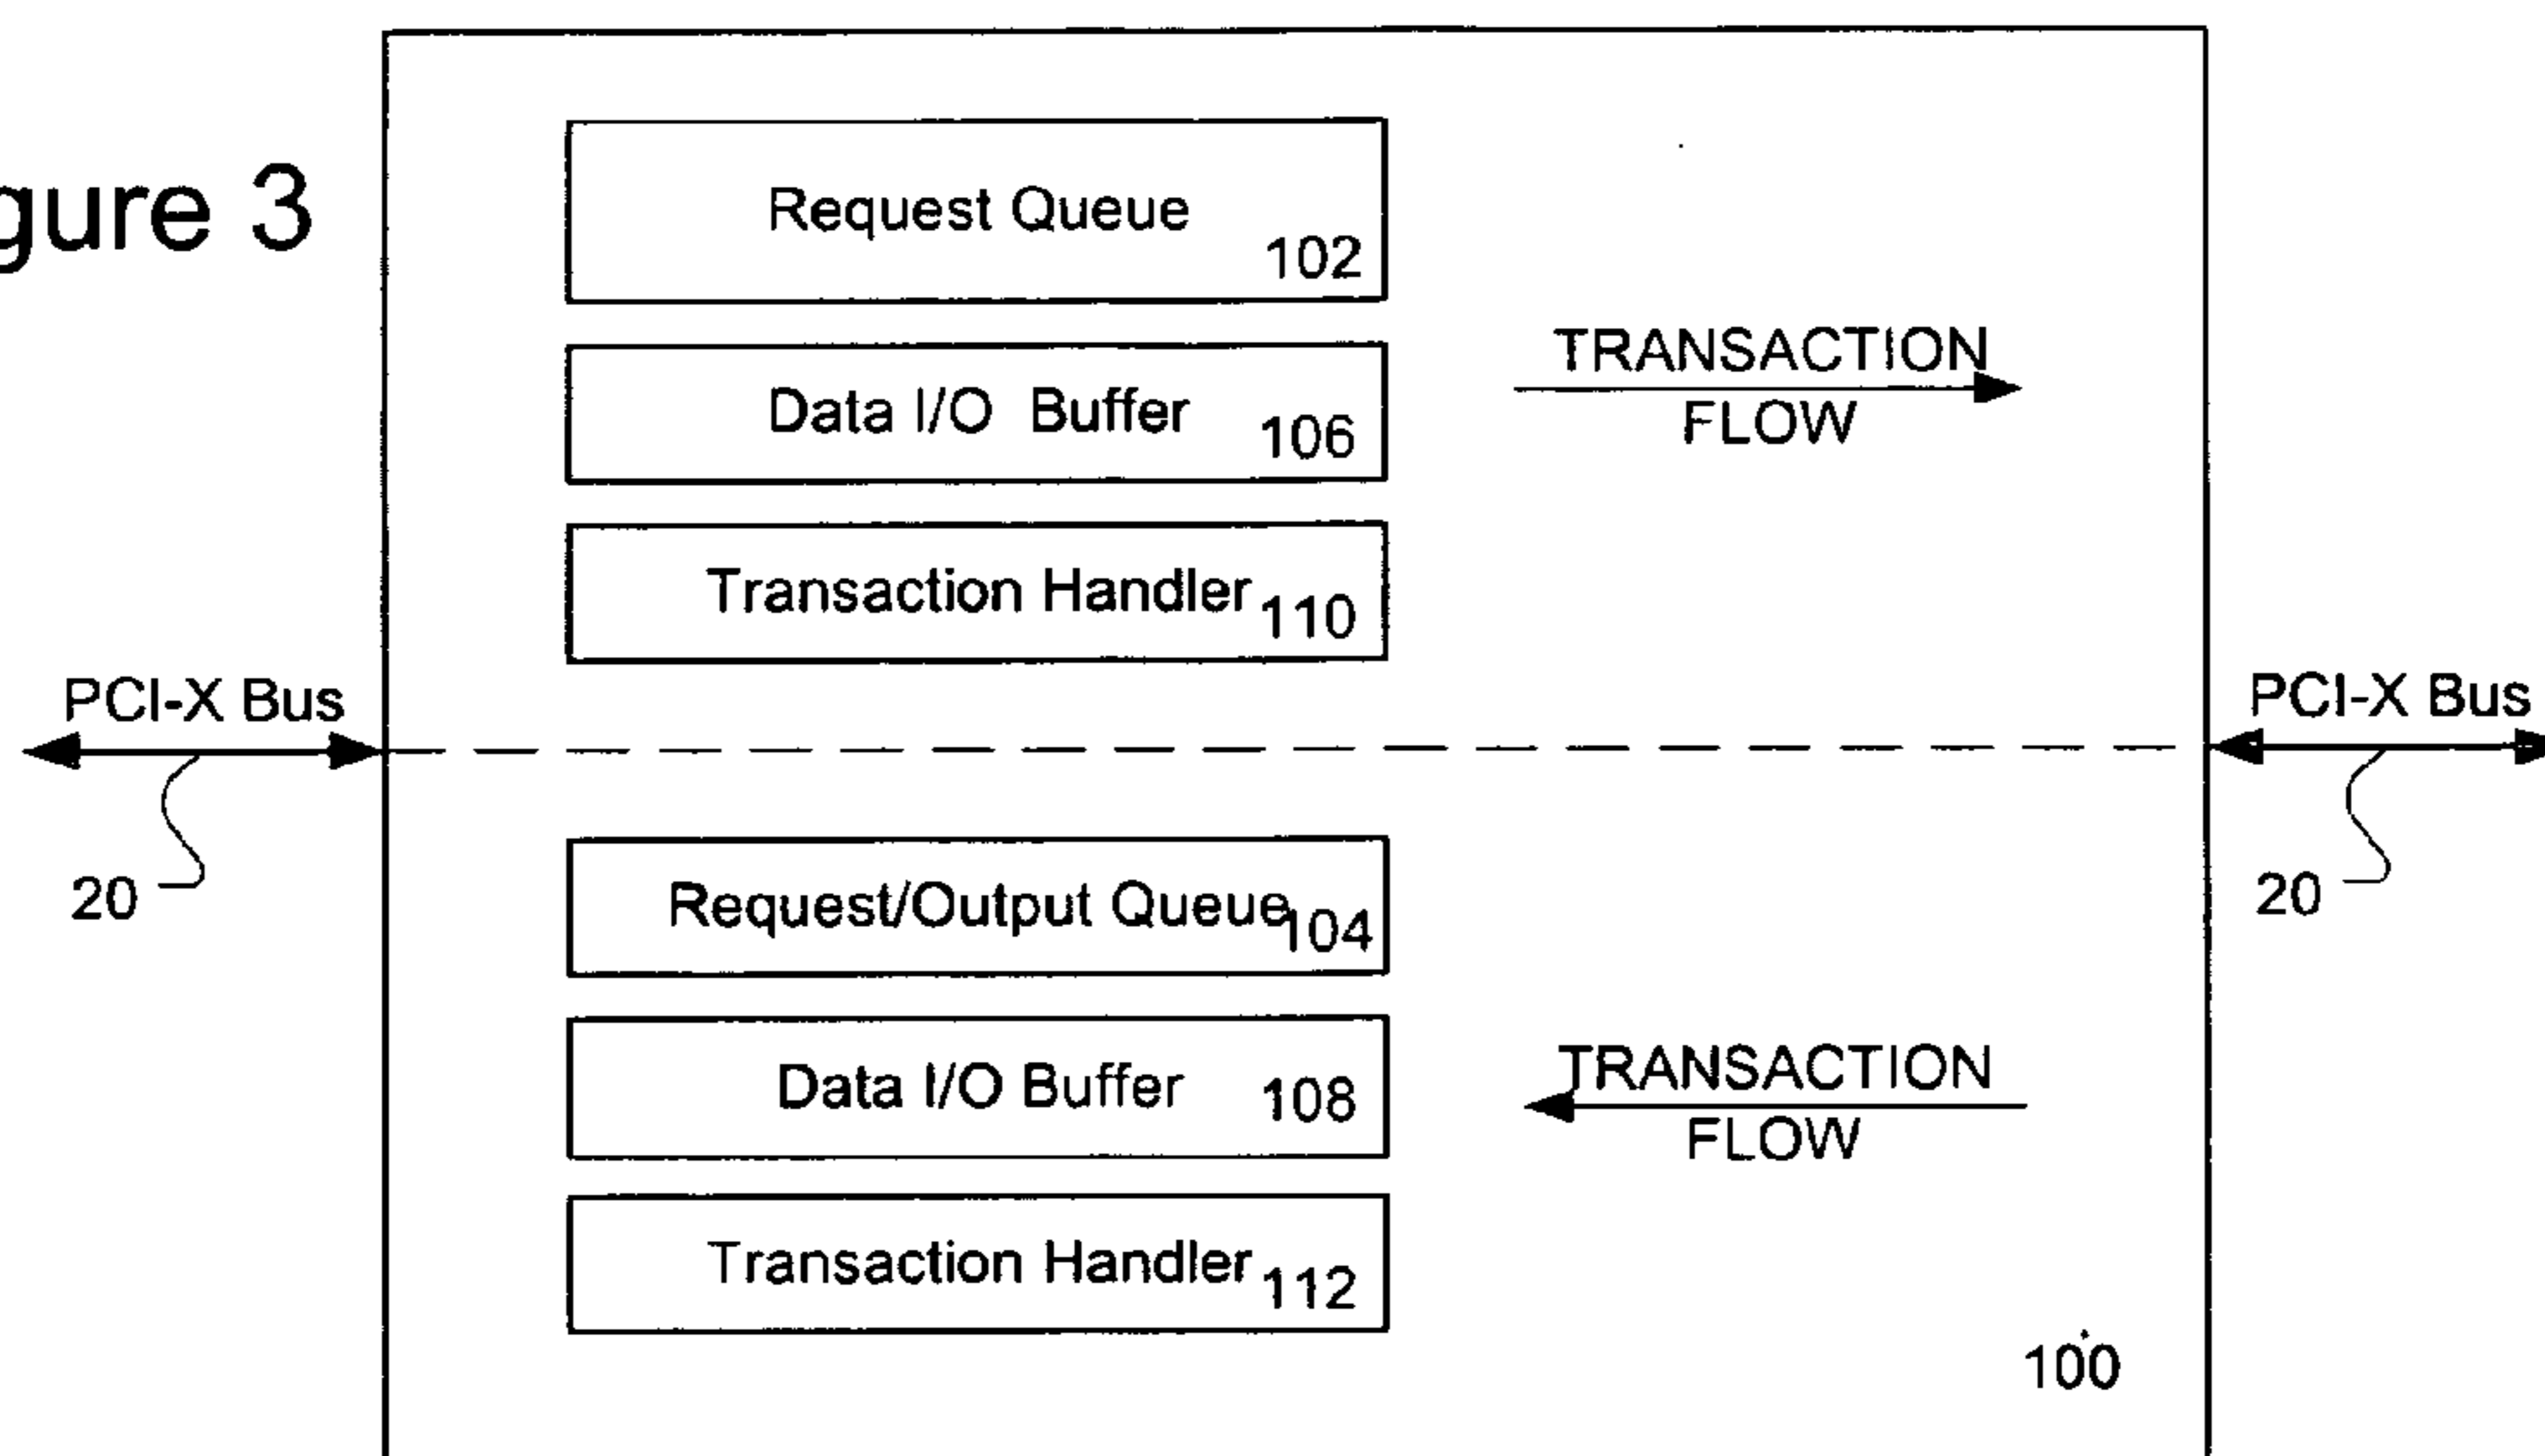 gure 3
Request Queue
102
Data I/O Buffer
106
TRANSACTION
FLOW
Transaction Handler
110
PCI-X Bus
PCI-X Bus
20
20
Request/Output Queue
104
Data I/O Buffer
108
TRANSACTION
FLOW
Transaction Handler
112
100